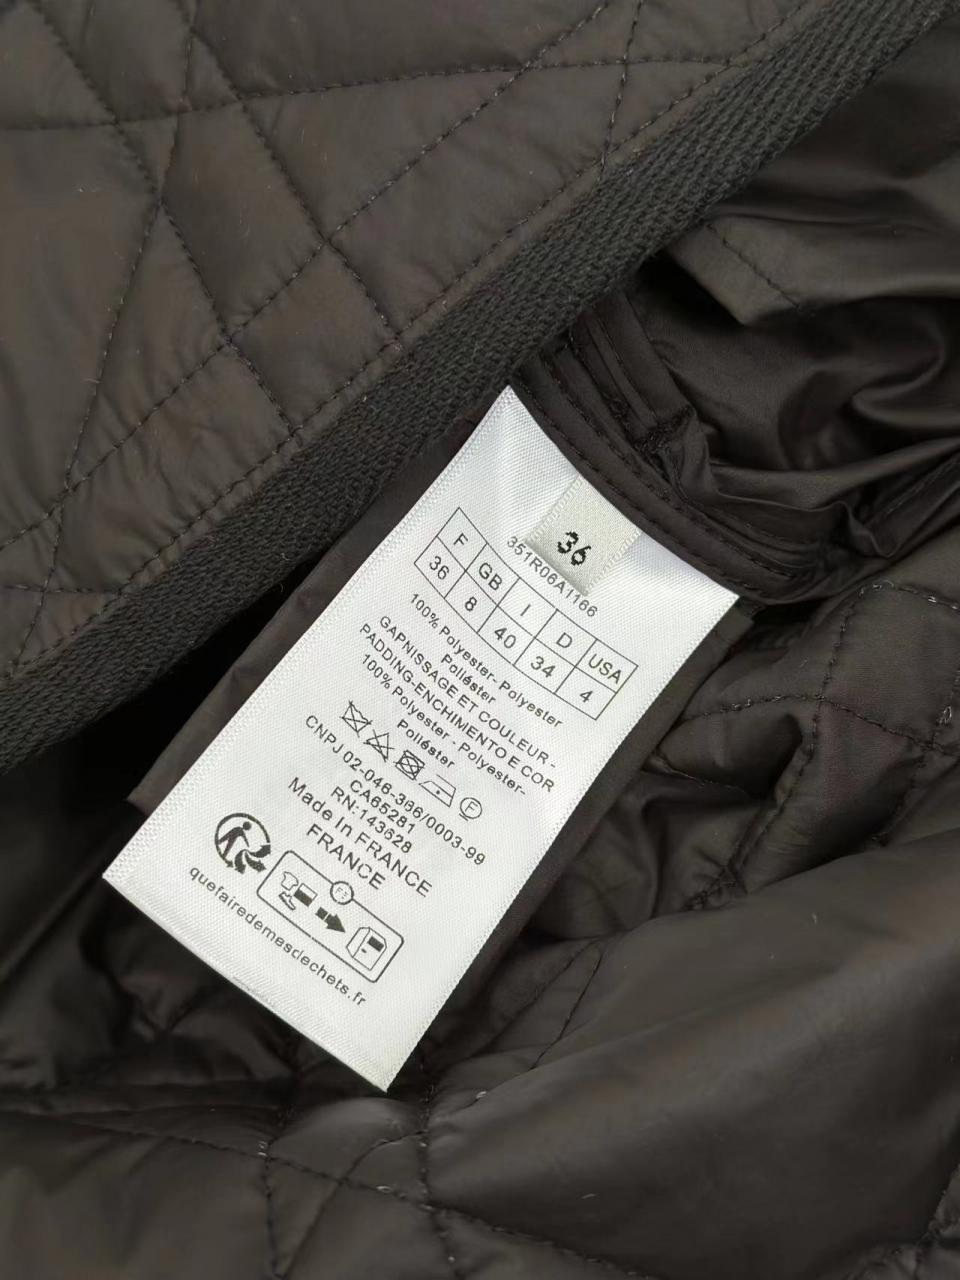 36
351R06A1166
F GB I D USA
36 8 40 34 4
100% Polyester- Polyester
Poliéster
GAPNISSAGE ET COULEUR -
PADDING-ENCHIMENTO E COR
100% Polyester - Polyester-
Poliéster
F
CNPJ 02-046-366/0003-99
CA65281
RN:143628
Made In FRANCE
FRANCE
FR
quefairedemesdechets.fr